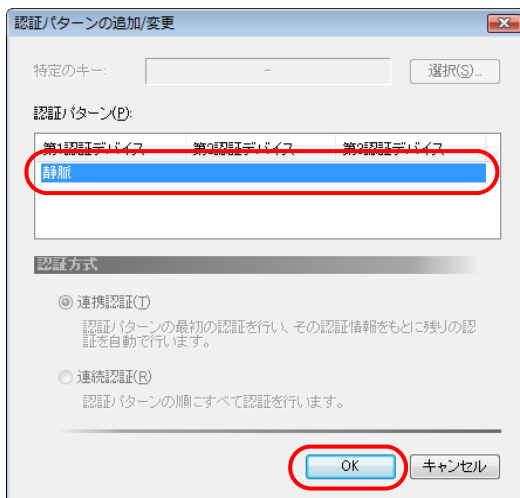 認証パターンの追加/変更
特定のキー: - 選択(S)...
認証パターン(P):
第1認証デバイス 第2認証デバイス 第3認証デバイス
静脈
認証方式
連携認証(T)
認証パターンの最初の認証を行い、その認証情報をもとに残りの認
証を自動で行います。
連続認証(R)
認証パターンの順にすべて認証を行います。
OK キャンセル